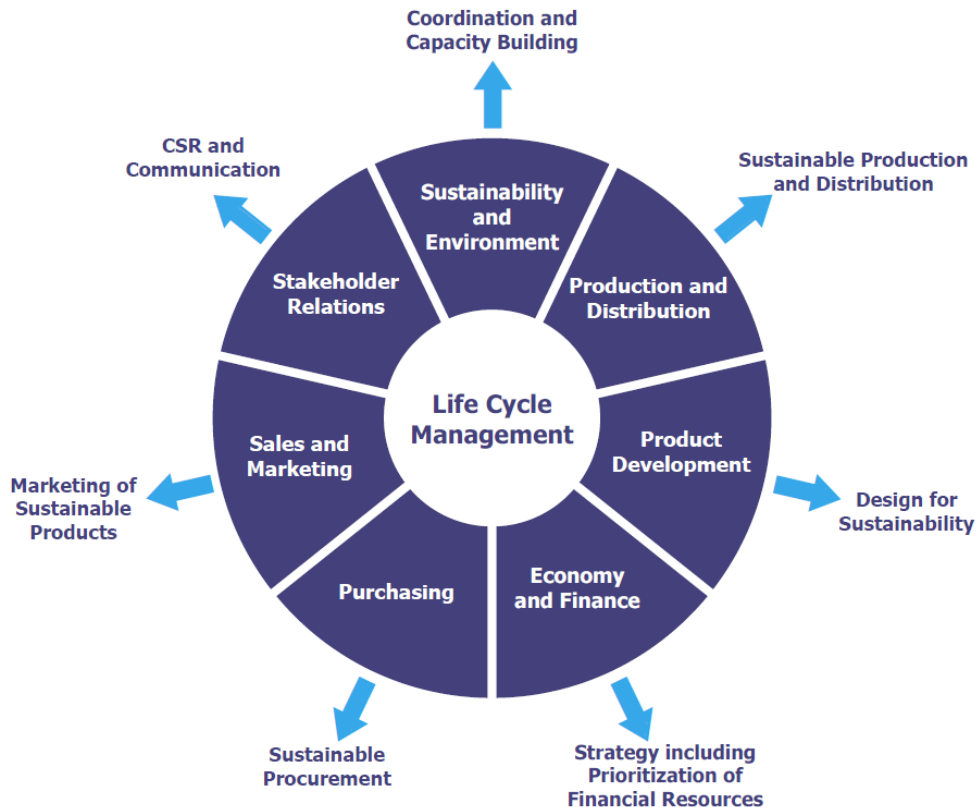 Coordination and
Capacity Building
CSR and
Communication
Sustainable Production
and Distribution
Sustainability
and
Environment
Stakeholder
Relations
Production and
Distribution
Life Cycle
Management
Sales and
Marketing
Product
Development
Marketing of
Sustainable
Products
Design for
Sustainability
Purchasing
Economy
and Finance
Sustainable
Procurement
Strategy including
Prioritization of
Financial Resources